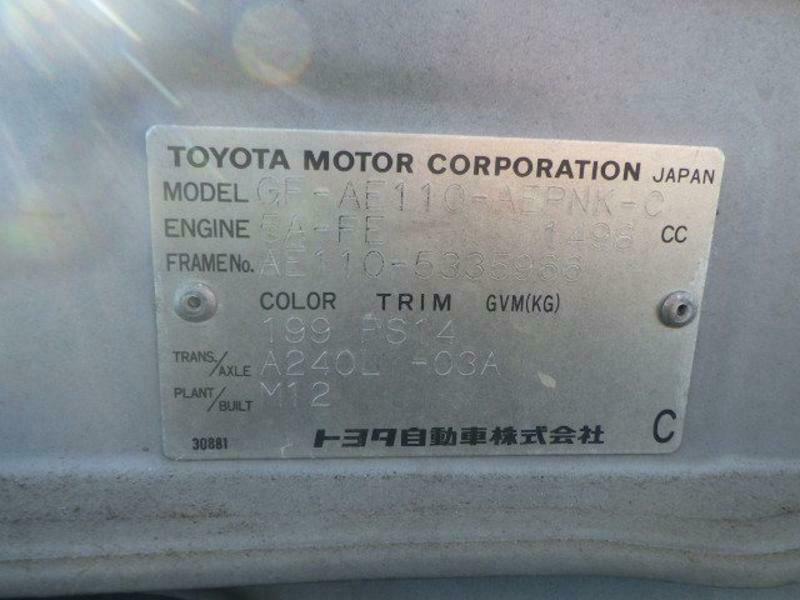 TOYOTA MOTOR CORPORATION JAPAN
MODEL GF-AE110-AEPNK-C
ENGINE 5A-FE 1498 CC
FRAME No. AE110-5335966
COLOR TRIM GVM(KG)
199 PS14
TRANS./AXLE A240L -03A
PLANT/BUILT M12
30881 トヨタ自動車株式会社 C